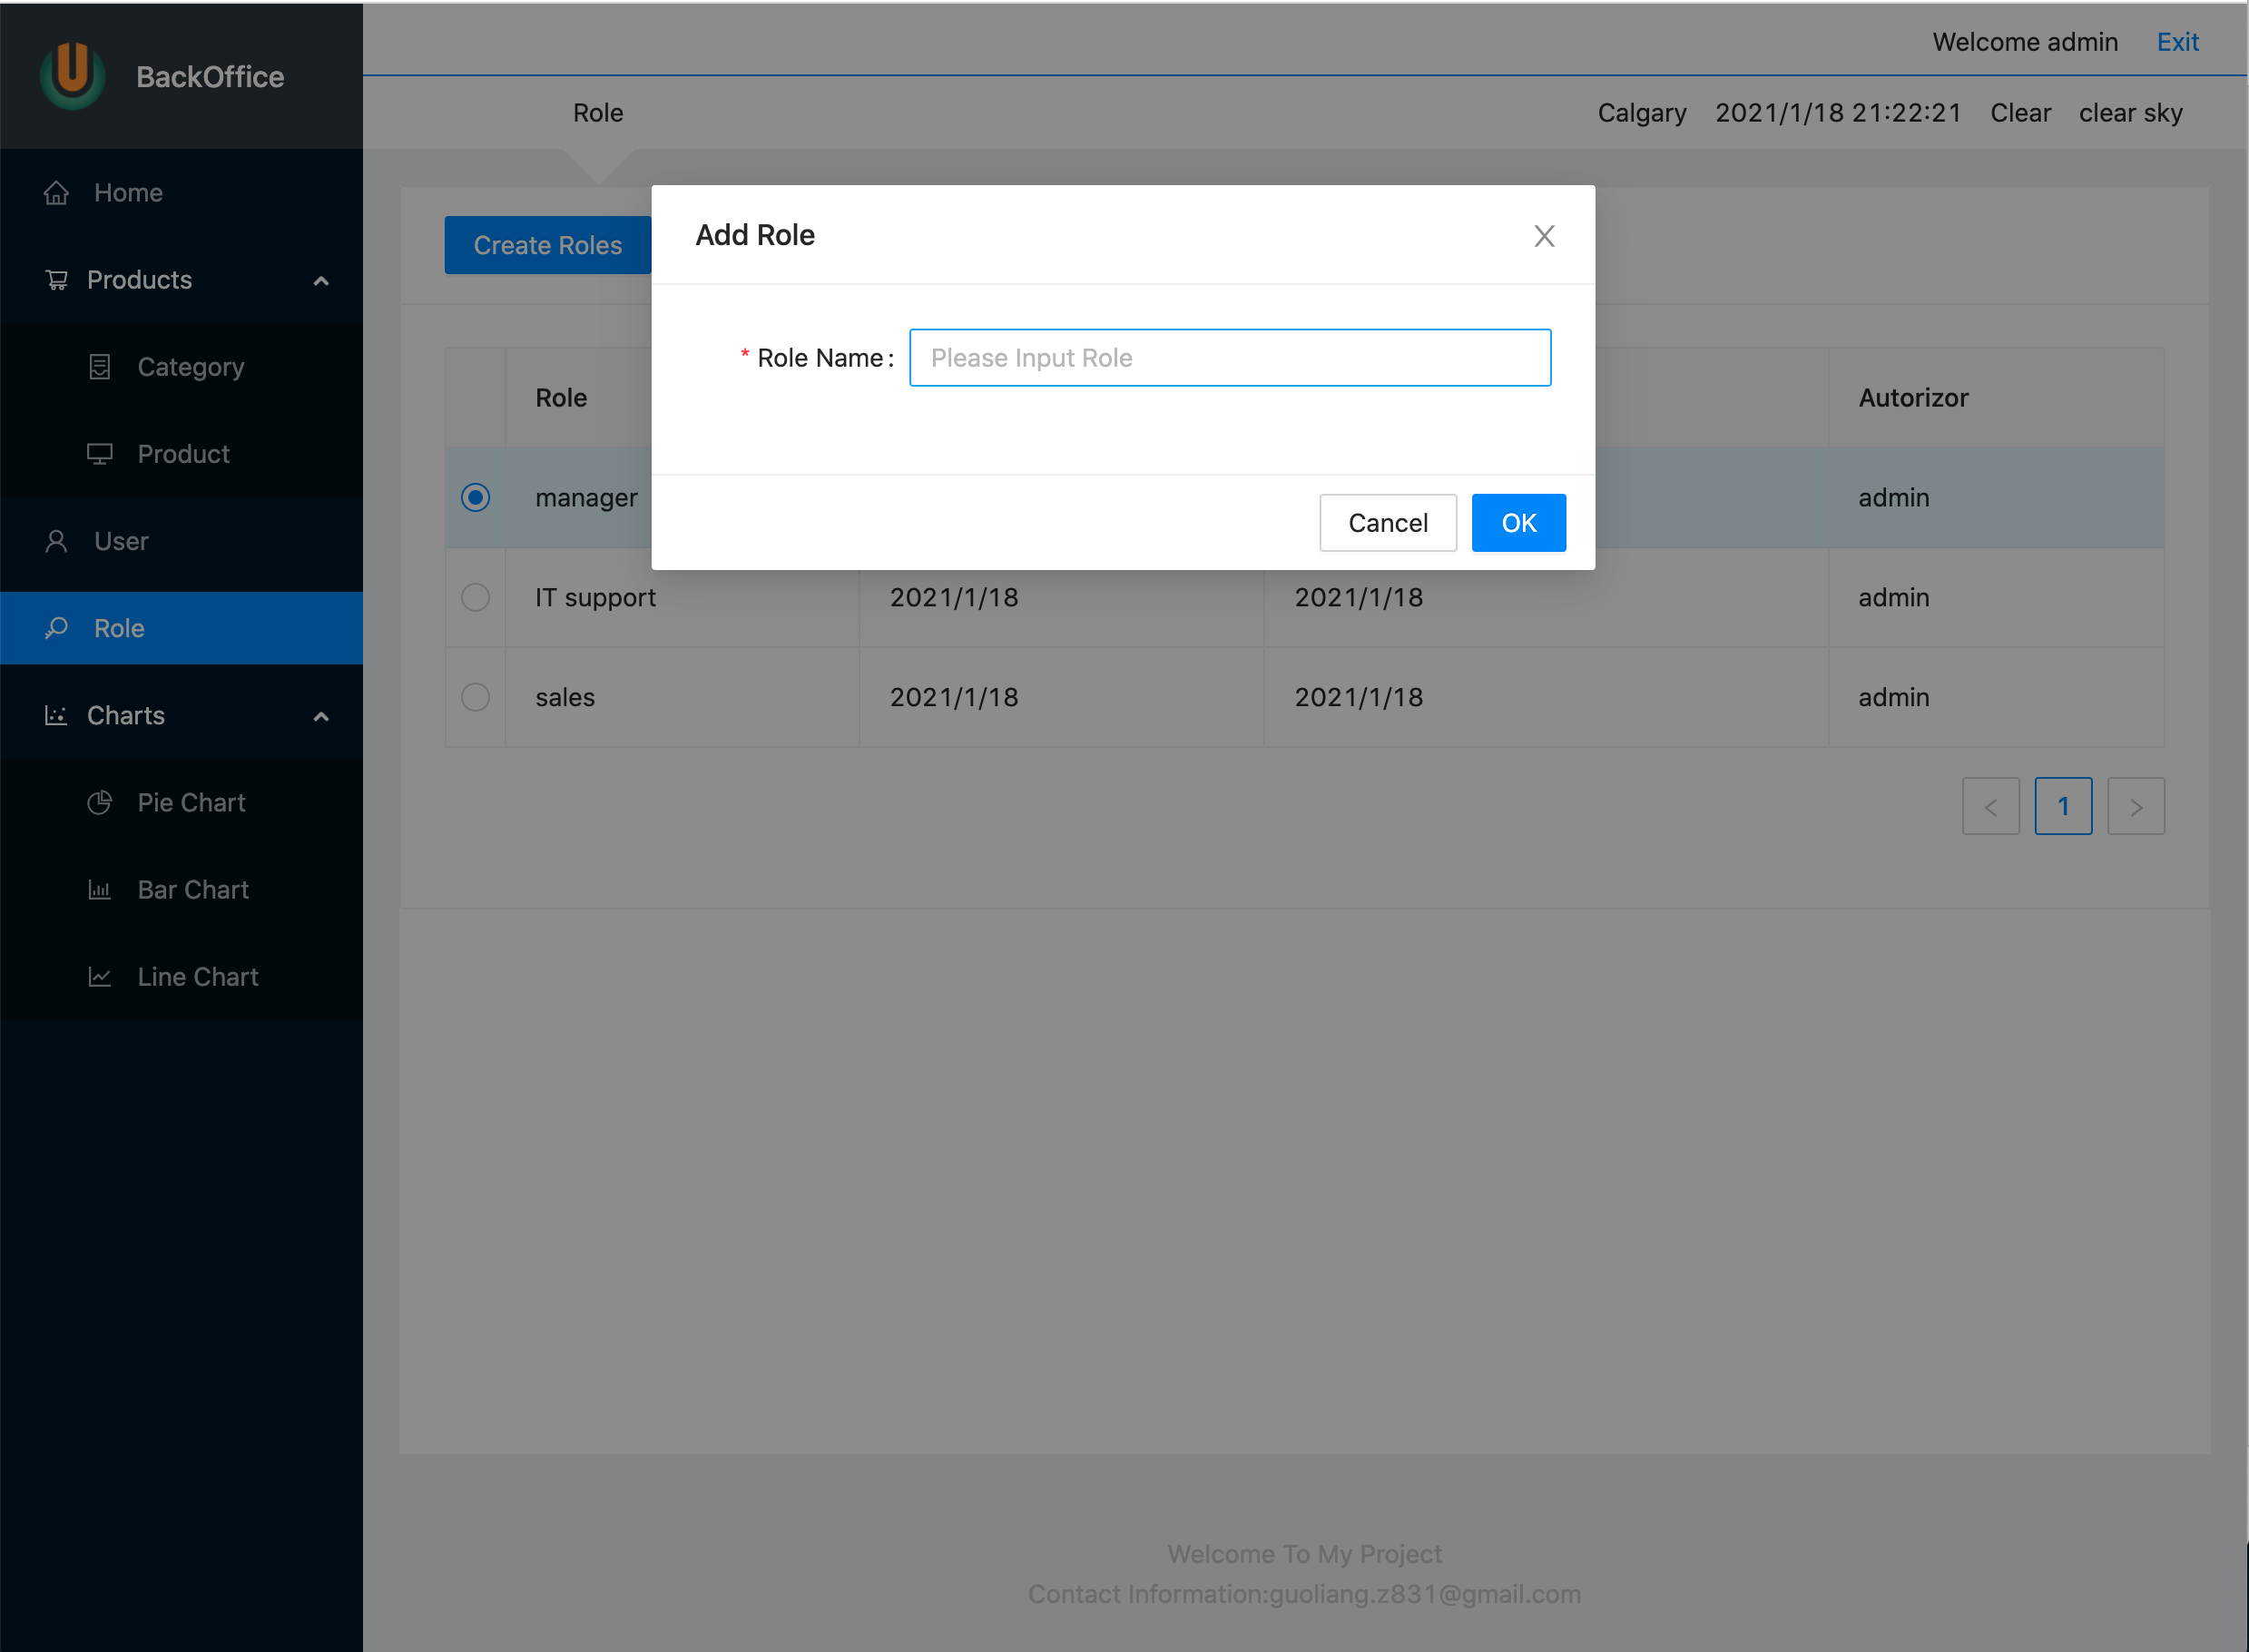 BackOffice
Welcome admin Exit
Role
Calgary 2021/1/18 21:22:21 Clear clear sky
Home
Products
Category
Product
User
Role
Charts
Pie Chart
Bar Chart
Line Chart
Create Roles
Add Role
* Role Name: Please Input Role
Cancel OK
Role Autorizor
manager admin
IT support 2021/1/18 2021/1/18 admin
sales 2021/1/18 2021/1/18 admin
< 1 >
Welcome To My Project
Contact Information:guoliang.z831@gmail.com